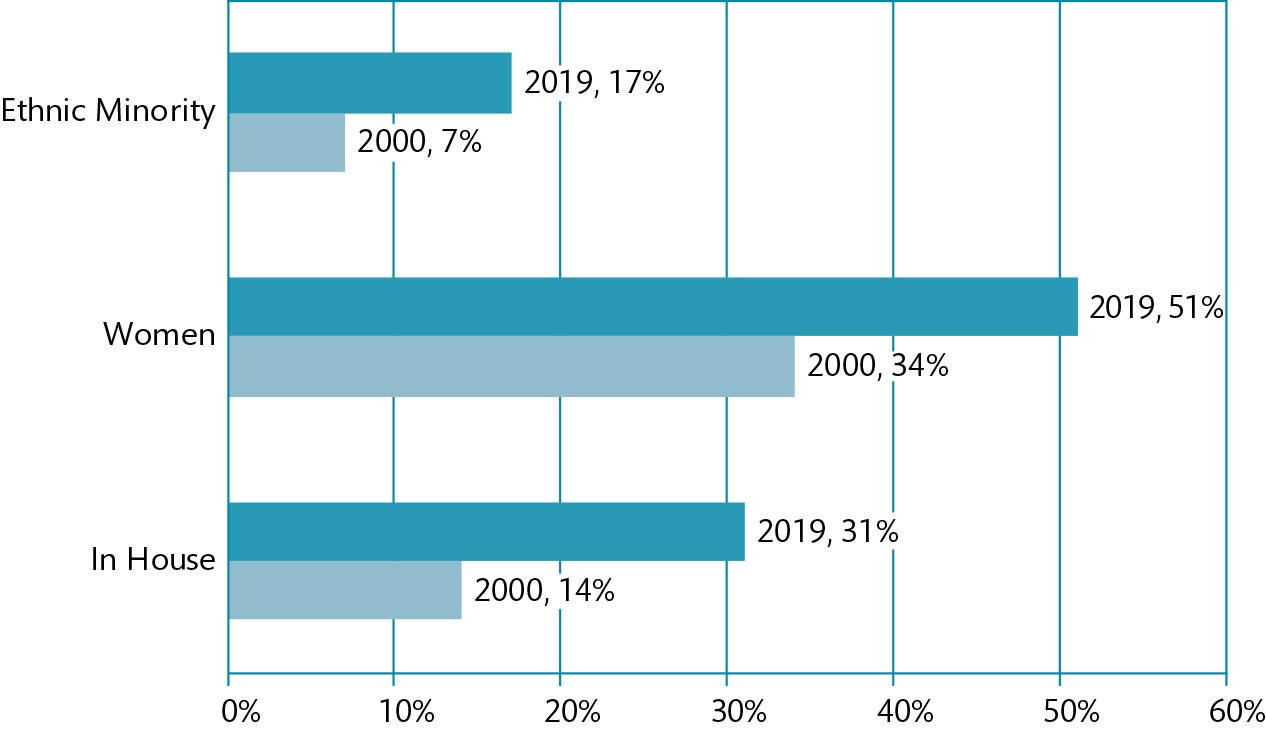 Ethnic Minority
2019, 17%
2000, 7%
Women
2019, 51%
2000, 34%
In House
2019, 31%
2000, 14%
0% 10% 20% 30% 40% 50% 60%